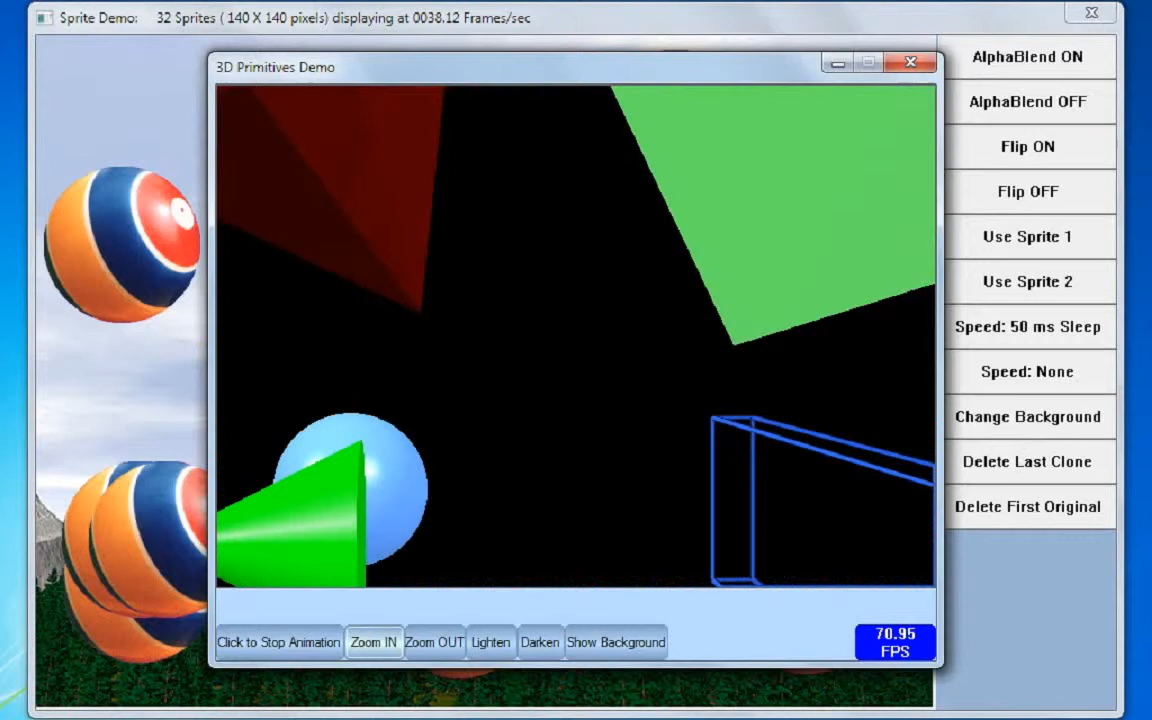 Sprite Demo: 32 Sprites ( 140 X 140 pixels) displaying at 0038.12 Frames/sec
3D Primitives Demo
AlphaBlend ON
AlphaBlend OFF
Flip ON
Flip OFF
Use Sprite 1
Use Sprite 2
Speed: 50 ms Sleep
Speed: None
Change Background
Delete Last Clone
Delete First Original
Click to Stop Animation Zoom IN Zoom OUT Lighten Darken Show Background
70.95
FPS